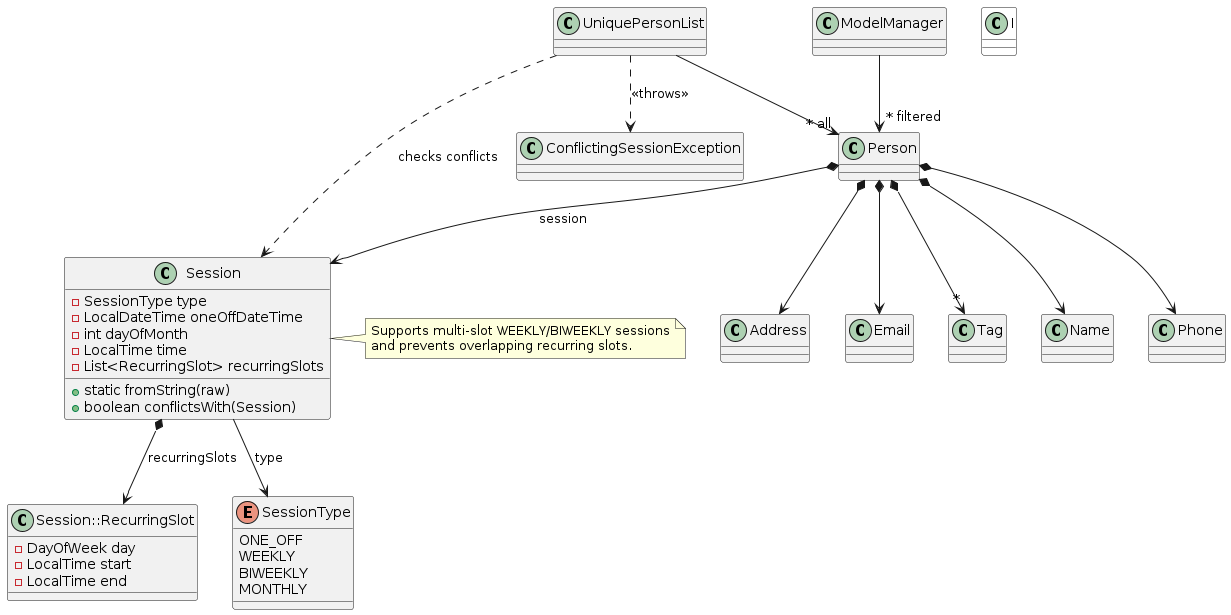 C UniquePersonList
C ModelManager
C I
«throws»
* all
* filtered
C ConflictingSessionException
C Person
checks conflicts
session
C Session
SessionType type
LocalDateTime oneOffDateTime
int dayOfMonth
LocalTime time
List<RecurringSlot> recurringSlots
static fromString(raw)
boolean conflictsWith(Session)
Supports multi-slot WEEKLY/BIWEEKLY sessions
and prevents overlapping recurring slots.
*
C Address
C Email
C Tag
C Name
C Phone
recurringSlots
type
C Session::RecurringSlot
DayOfWeek day
LocalTime start
LocalTime end
E SessionType
ONE_OFF
WEEKLY
BIWEEKLY
MONTHLY